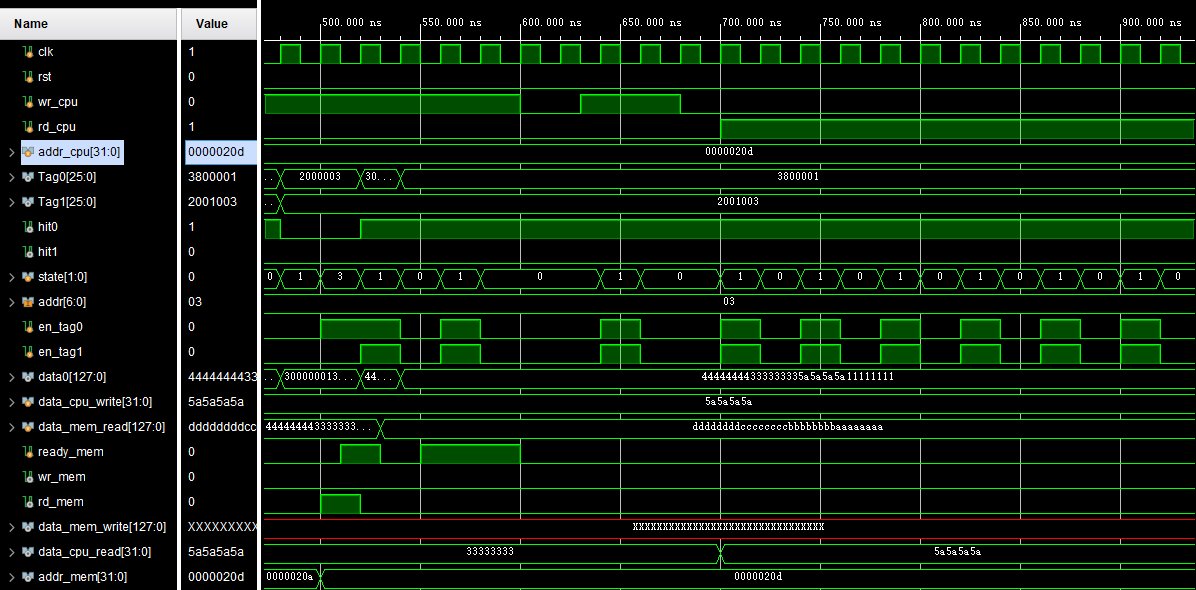 Name Value 500.000 ns 550.000 ns 600.000 ns 650.000 ns 700.000 ns 750.000 ns 800.000 ns 850.000 ns 900.000 ns
clk 1
rst 0
wr_cpu 0
rd_cpu 1
addr_cpu[31:0] 0000020d 0000020d
Tag0[25:0] 3800001 .. 2000003 30... 3800001
Tag1[25:0] 2001003 .. 2001003
hit0 1
hit1 0
state[1:0] 0 0 1 3 1 0 1 0 1 0 1 0 1 0 1 0 1 0 1 0 1 0
addr[6:0] 03 03
en_tag0 0
en_tag1 0
data0[127:0] 4444444433 .. 300000013... 44... 44444444333333335a5a5a5a11111111
data_cpu_write[31:0] 5a5a5a5a 5a5a5a5a
data_mem_read[127:0] ddddddddcc 444444443333333... ddddddddccccccccbbbbbbbbaaaaaaaa
ready_mem 0
wr_mem 0
rd_mem 0
data_mem_write[127:0] XXXXXXXXX XXXXXXXXXXXXXXXXXXXXXXXXXXXXXXXX
data_cpu_read[31:0] 5a5a5a5a 33333333 5a5a5a5a
addr_mem[31:0] 0000020d 0000020a 0000020d